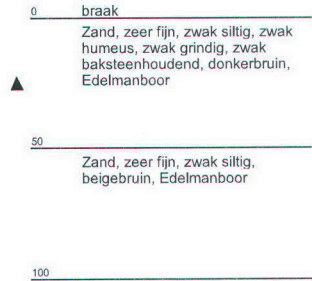 0 braak
Zand, zeer fijn, zwak siltig, zwak
humeus, zwak grindig, zwak
baksteenhoudend, donkerbruin,
Edelmanboor
50
Zand, zeer fijn, zwak siltig,
beigebruin, Edelmanboor
100